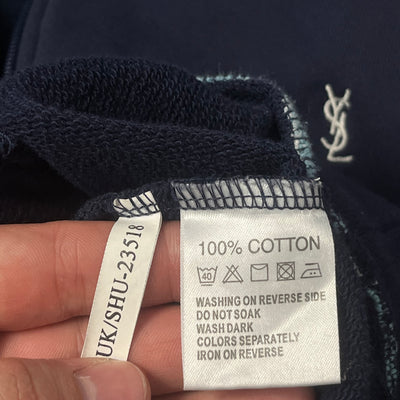 YSL
100% COTTON
40
WASHING ON REVERSE SIDE
DO NOT SOAK
WASH DARK
COLORS SEPARATELY
IRON ON REVERSE
UK/SHU-23518